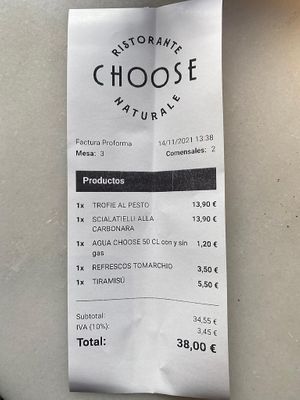 RISTORANTE
CHOOSE
NATURALE
Factura Proforma 14/11/2021 13:38
Mesa: 3 Comensales: 2
Productos
1x TROFIE AL PESTO 13,90 €
1x SCIALATIELLI ALLA 13,90 €
CARBONARA
1x AGUA CHOOSE 50 CL con y sin 1,20 €
gas
1x REFRESCOS TOMARCHIO 3,50 €
1x TIRAMISÚ 5,50 €
Subtotal: 34,55 €
IVA (10%): 3,45 €
Total: 38,00 €